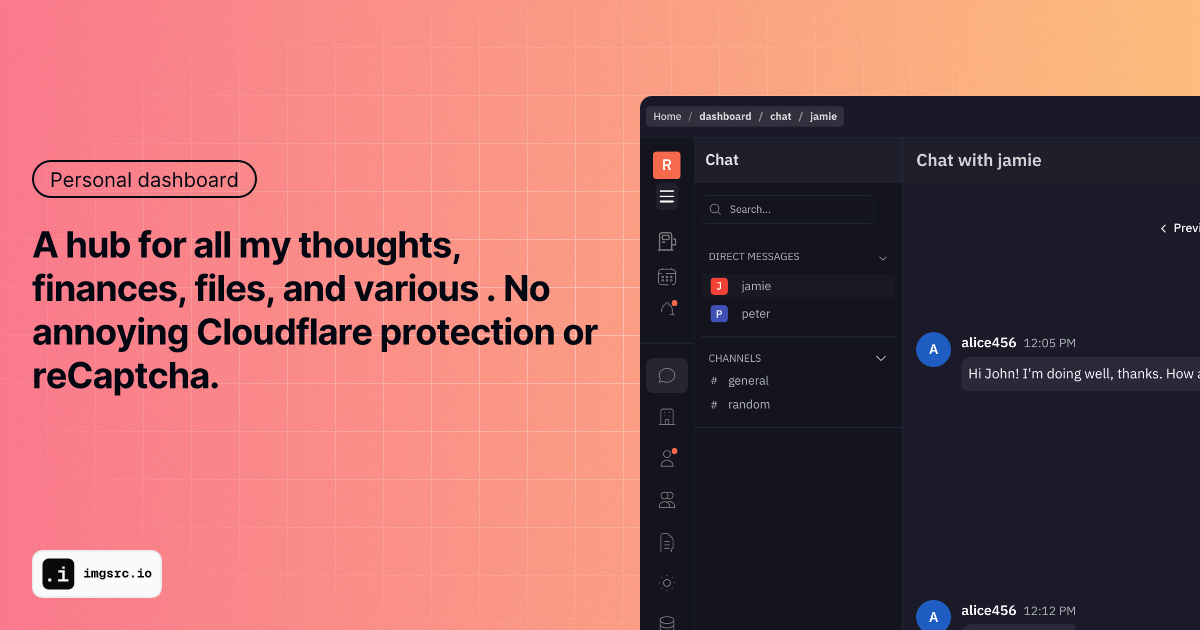 Personal dashboard
A hub for all my thoughts,
finances, files, and various . No
annoying Cloudflare protection or
reCaptcha.
.i imgsrc.io
Home / dashboard / chat / jamie
R
Chat
Search...
DIRECT MESSAGES
J jamie
P peter
CHANNELS
# general
# random
Chat with jamie
A alice456 12:05 PM
Hi John! I'm doing well, thanks. How
A alice456 12:12 PM